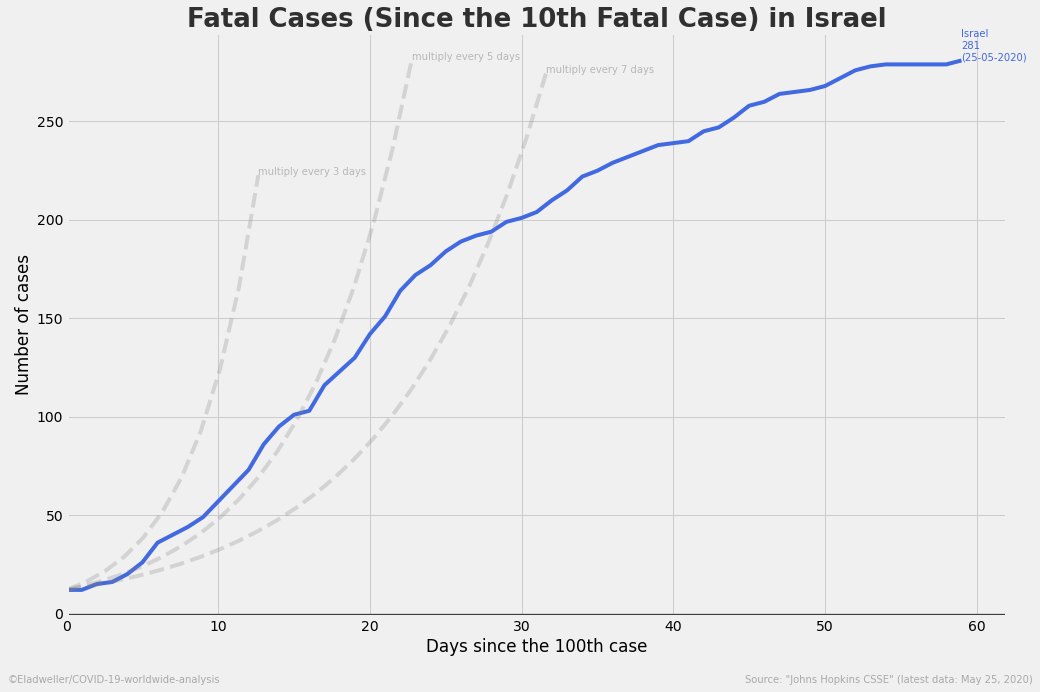 Fatal Cases (Since the 10th Fatal Case) in Israel
Israel
281
(25-05-2020)
multiply every 5 days
multiply every 7 days
multiply every 3 days
Number of cases
250
200
150
100
50
0
0 10 20 30 40 50 60
Days since the 100th case
©Eladweller/COVID-19-worldwide-analysis
Source: "Johns Hopkins CSSE" (latest data: May 25, 2020)